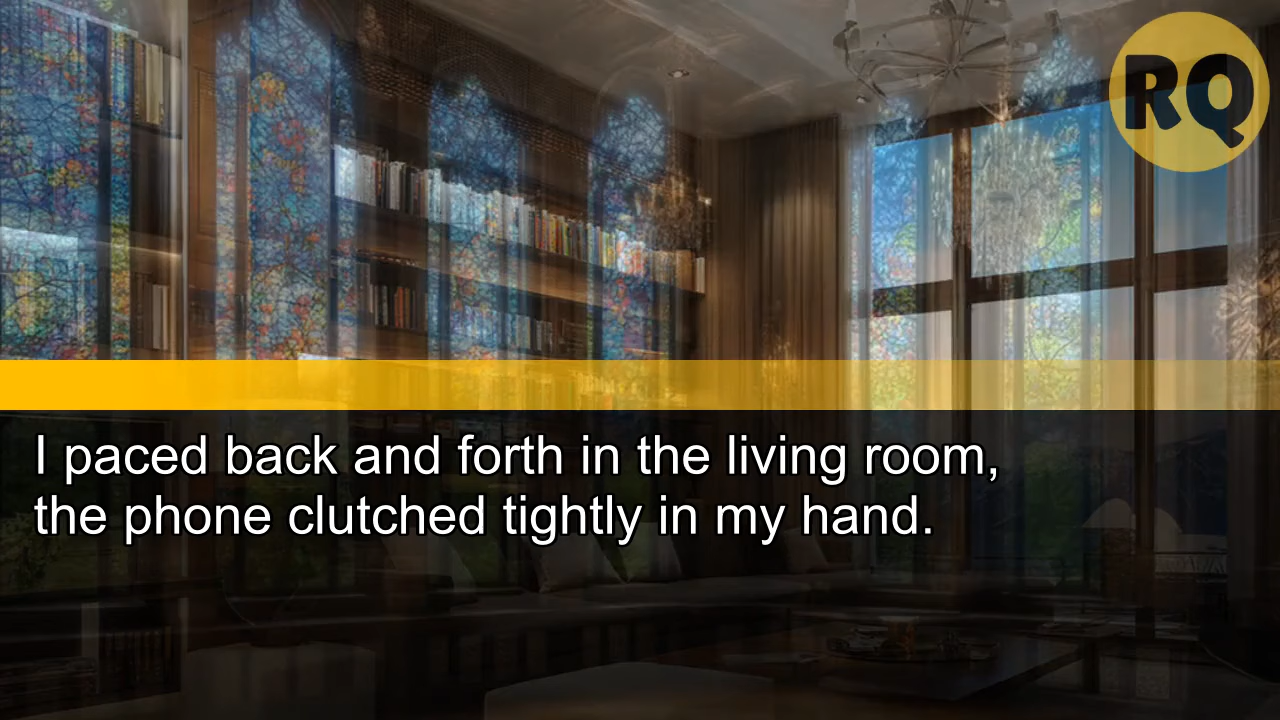 RQ
I paced back and forth in the living room,
the phone clutched tightly in my hand.